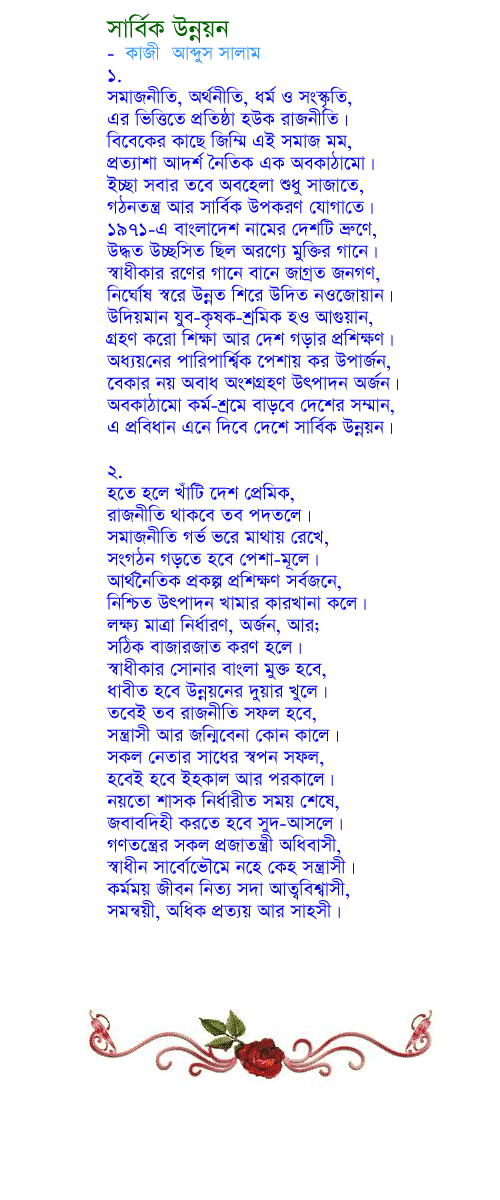 সার্বিক উন্নয়ন
- কাজী আব্দুস সালাম
১.
সমাজনীতি, অর্থনীতি, ধর্ম ও সংস্কৃতি,
এর ভিত্তিতে প্রতিষ্ঠা হউক রাজনীতি।
বিবেকের কাছে জিম্মি এই সমাজ মম,
প্রত্যাশা আদর্শ নৈতিক এক অবকাঠামো।
ইচ্ছা সবার তবে অবহেলা শুধু সাজাতে,
গঠনতন্ত্র আর সার্বিক উপকরণ যোগাতে।
১৯৭১-এ বাংলাদেশ নামের দেশটি ভ্রুণে,
উদ্ধত উচ্ছসিত ছিল অরণ্যে মুক্তির গানে।
স্বাধীকার রণের গানে বানে জাগ্রত জনগণ,
নির্ঘোষ স্বরে উন্নত শিরে উদিত নওজোয়ান।
উদিয়মান যুব-কৃষক-শ্রমিক হও আগুয়ান,
গ্রহণ করো শিক্ষা আর দেশ গড়ার প্রশিক্ষণ।
অধ্যয়নের পারিপার্শ্বিক পেশায় কর উপার্জন,
বেকার নয় অবাধ অংশগ্রহণ উৎপাদন অর্জন।
অবকাঠামো কর্ম-শ্রমে বাড়বে দেশের সম্মান,
এ প্রবিধান এনে দিবে দেশে সার্বিক উন্নয়ন।
২.
হতে হলে খাঁটি দেশ প্রেমিক,
রাজনীতি থাকবে তব পদতলে।
সমাজনীতি গর্ভ ভরে মাথায় রেখে,
সংগঠন গড়তে হবে পেশা-মূলে।
আর্থনৈতিক প্রকল্প প্রশিক্ষণ সর্বজনে,
নিশ্চিত উৎপাদন খামার কারখানা কলে।
লক্ষ্য মাত্রা নির্ধারণ, অর্জন, আর;
সঠিক বাজারজাত করণ হলে।
স্বাধীকার সোনার বাংলা মুক্ত হবে,
ধাবীত হবে উন্নয়নের দুয়ার খুলে।
তবেই তব রাজনীতি সফল হবে,
সন্ত্রাসী আর জন্মিবেনা কোন কালে।
সকল নেতার সাধের স্বপন সফল,
হবেই হবে ইহকাল আর পরকালে।
নয়তো শাসক নির্ধারীত সময় শেষে,
জবাবদিহী করতে হবে সুদ-আসলে।
গণতন্ত্রের সকল প্রজাতন্ত্রী অধিবাসী,
স্বাধীন সার্বোভৌমে নহে কেহ সন্ত্রাসী।
কর্মময় জীবন নিত্য সদা আত্ববিশ্বাসী,
সমন্বয়ী, অধিক প্রত্যয় আর সাহসী।